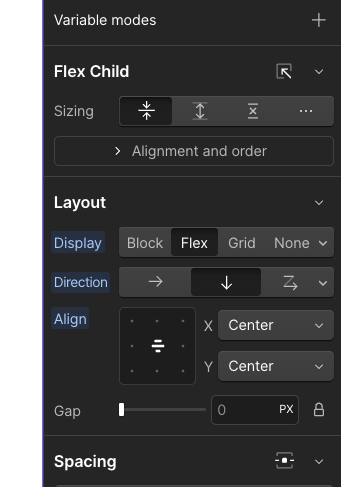 Variable modes
Flex Child
Sizing
Alignment and order
Layout
Display Block Flex Grid None
Direction
Align X Center
Y Center
Gap 0 PX
Spacing